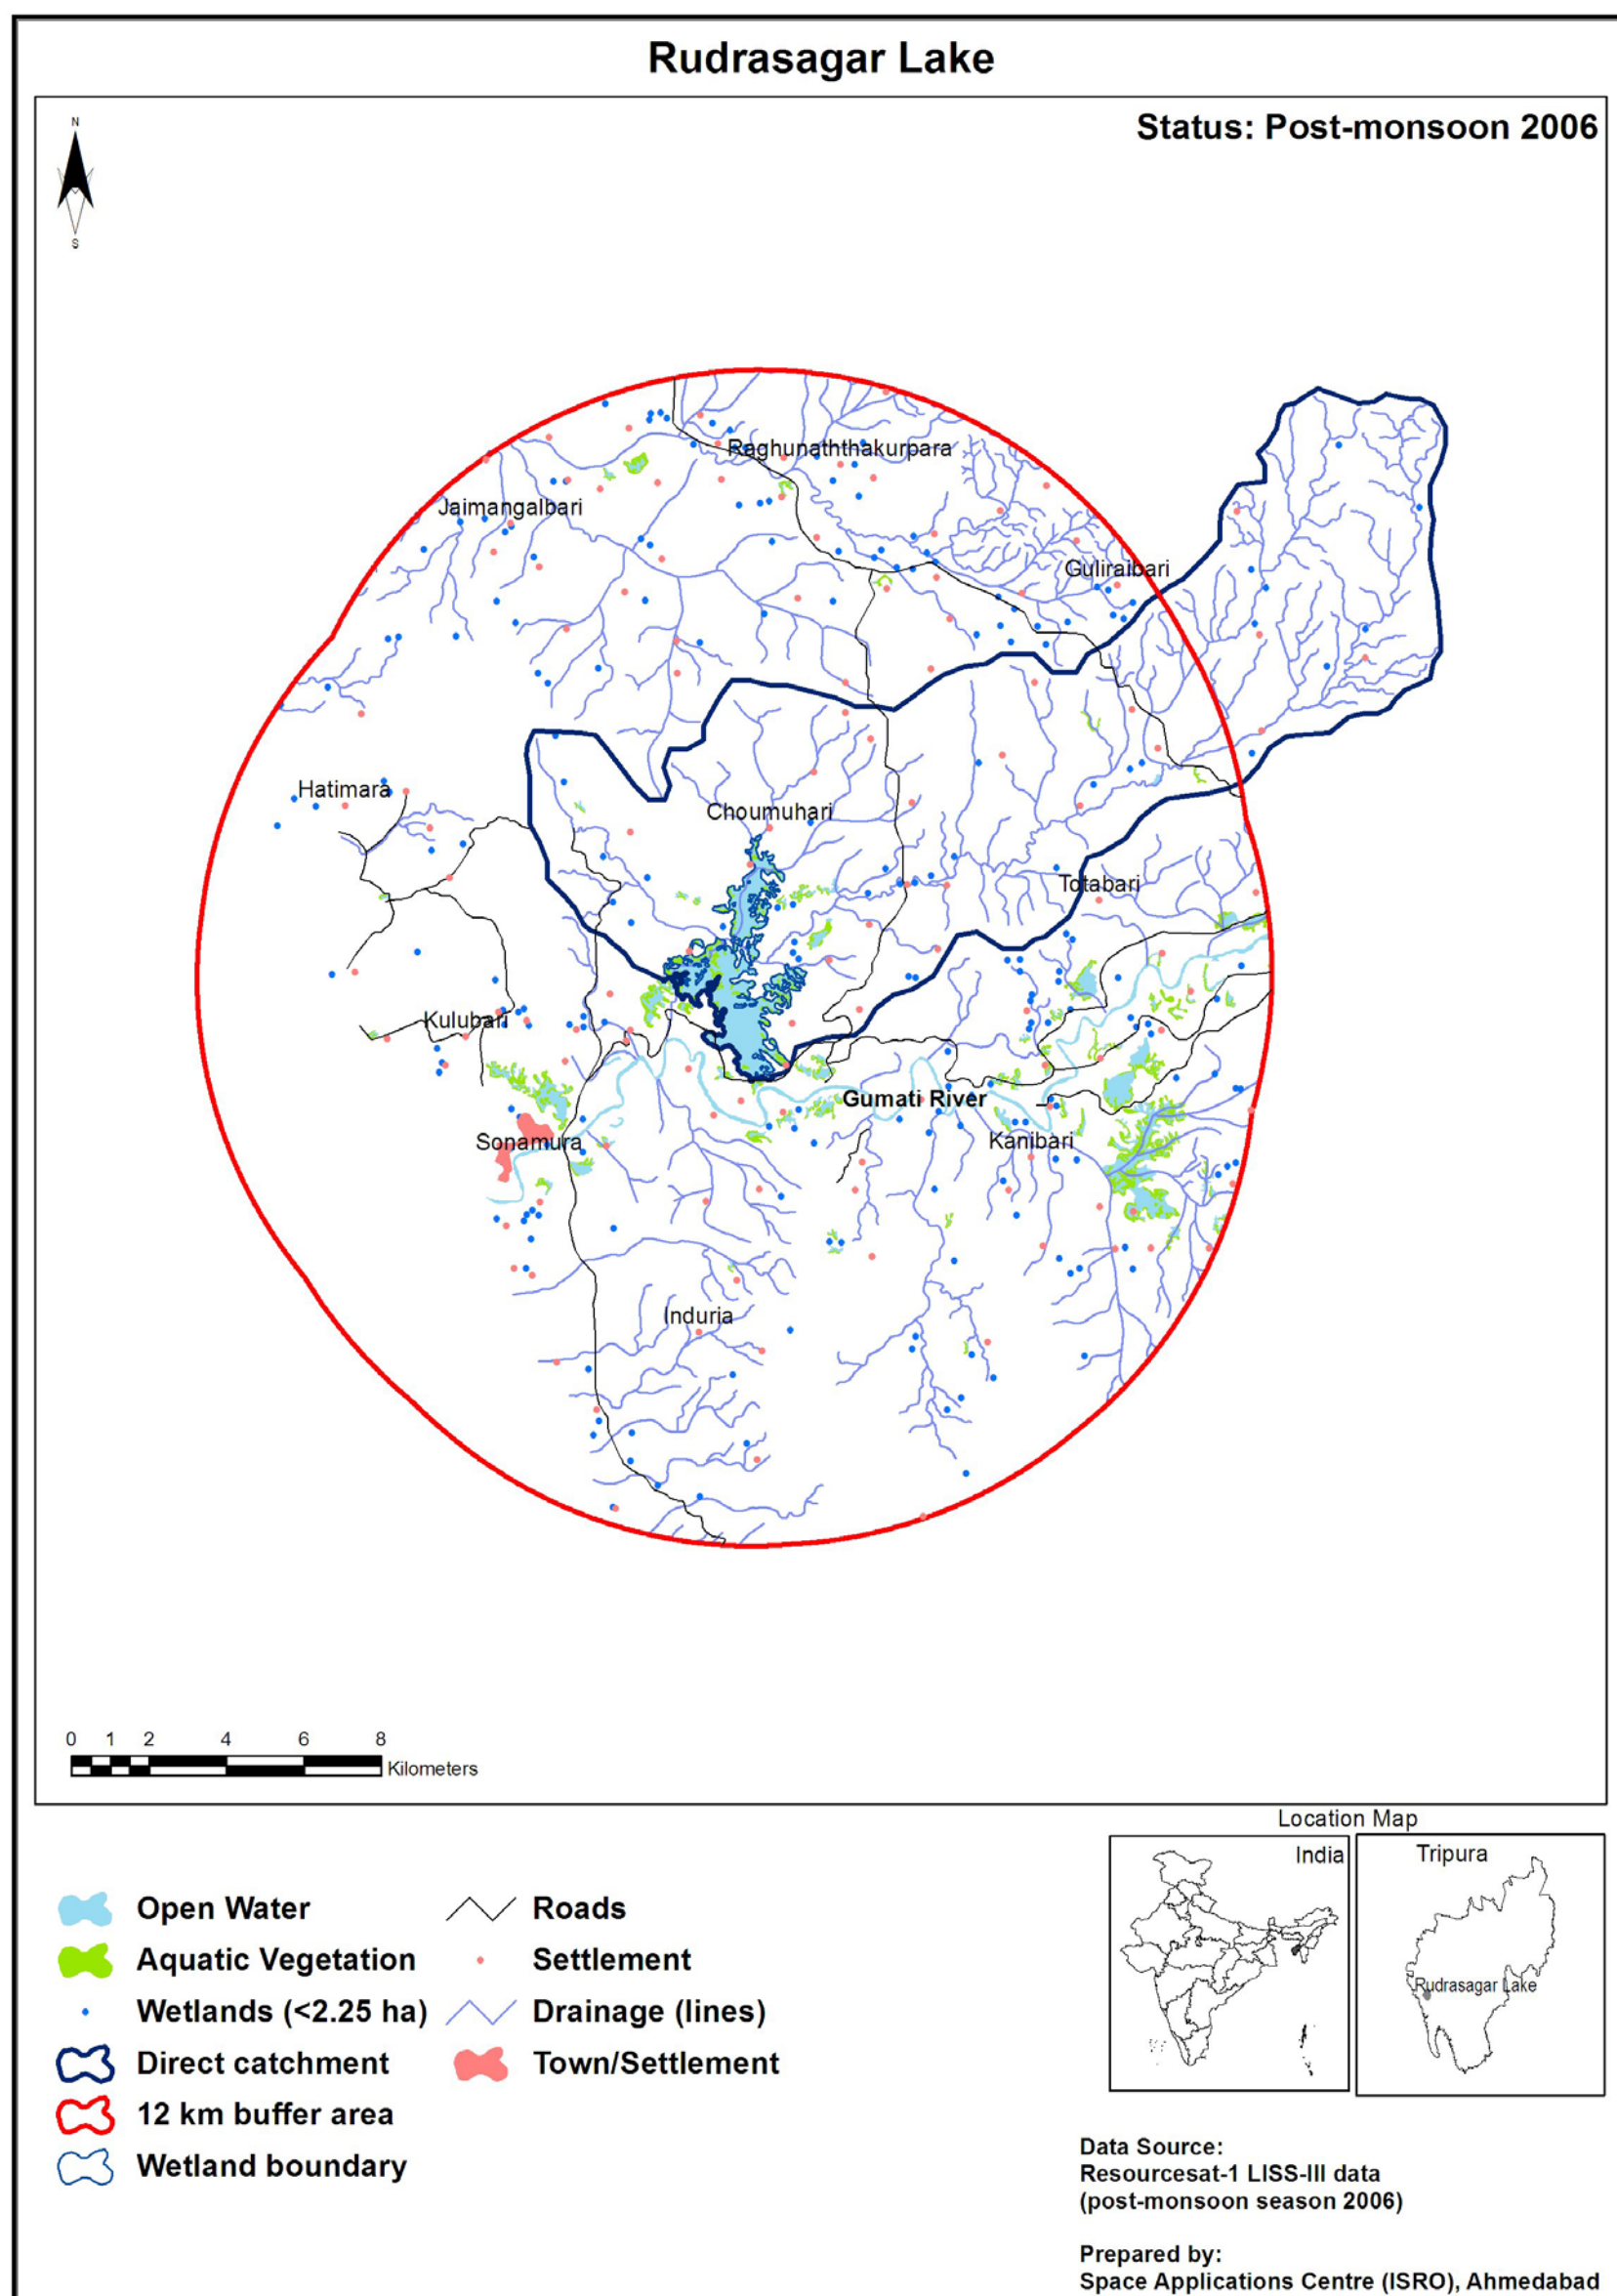 Rudrasagar Lake
Status: Post-monsoon 2006
N
S
Raghunaththakurpara
Jaimangalbari
Guliraibari
Hatimara
Choumuhari
Totabari
Kulubari
Gumati River
Sonamura
Kanibari
Induria
0 1 2 4 6 8
Kilometers
Location Map
India
Tripura
Rudrasagar Lake
Open Water
Roads
Aquatic Vegetation
Settlement
Wetlands (<2.25 ha)
Drainage (lines)
Direct catchment
Town/Settlement
12 km buffer area
Wetland boundary
Data Source:
Resourcesat-1 LISS-III data
(post-monsoon season 2006)
Prepared by:
Space Applications Centre (ISRO), Ahmedabad